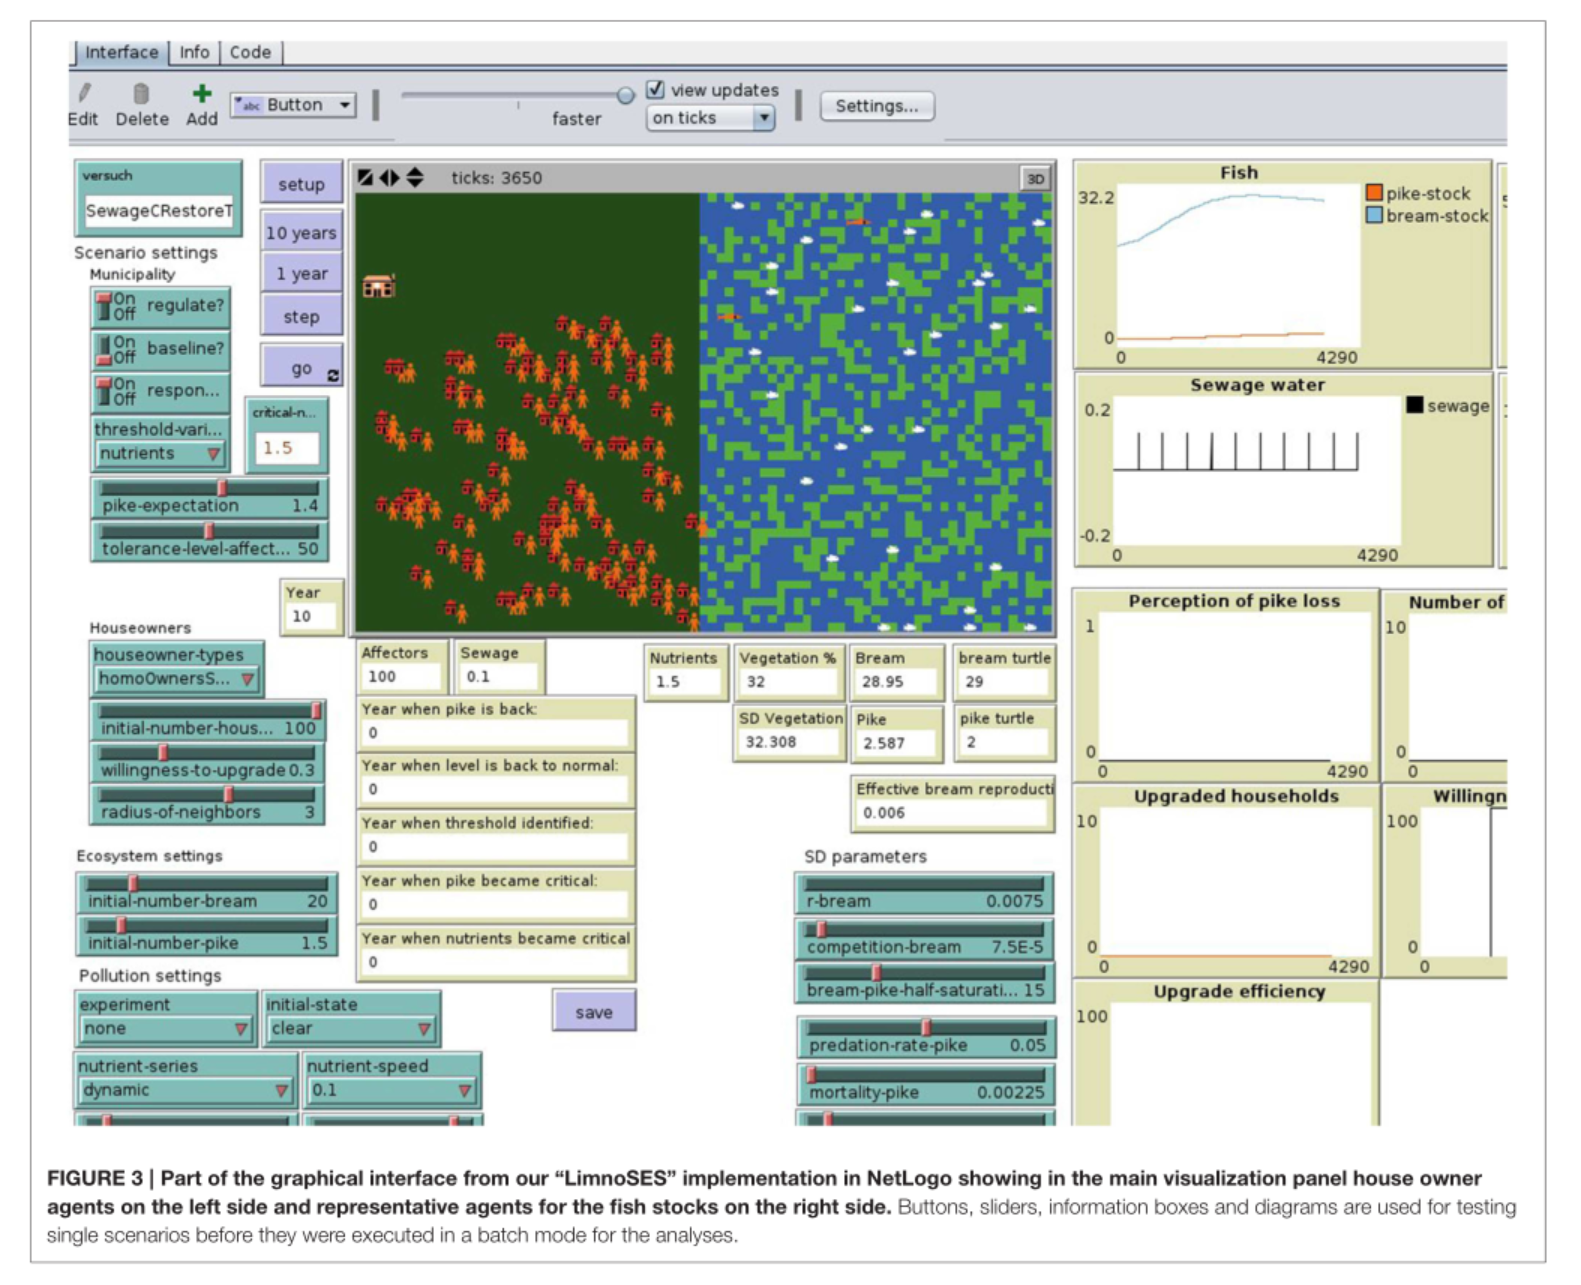 Interface Info Code
Edit Delete Add abc Button faster view updates on ticks Settings...
versuch
SewageCRestoreT
Scenario settings
Municipality
On Off regulate?
On Off baseline?
On Off respon...
threshold-vari...
nutrients
critical-n...
1.5
pike-expectation 1.4
tolerance-level-affect... 50
setup
10 years
1 year
step
go
Year
10
ticks: 3650 3D
Houseowners
houseowner-types
homoOwnersS...
initial-number-hous... 100
willingness-to-upgrade 0.3
radius-of-neighbors 3
Ecosystem settings
initial-number-bream 20
initial-number-pike 1.5
Pollution settings
experiment
none
initial-state
clear
nutrient-series
dynamic
nutrient-speed
0.1
Affectors
100
Sewage
0.1
Year when pike is back:
0
Year when level is back to normal:
0
Year when threshold identified:
0
Year when pike became critical:
0
Year when nutrients became critical
0
save
Nutrients
1.5
Vegetation %
32
Bream
28.95
bream turtle
29
SD Vegetation
32.308
Pike
2.587
pike turtle
2
Effective bream reproducti
0.006
SD parameters
r-bream 0.0075
competition-bream 7.5E-5
bream-pike-half-saturati... 15
predation-rate-pike 0.05
mortality-pike 0.00225
Fish
32.2
0
0 4290
pike-stock
bream-stock
Sewage water
0.2
-0.2
0 4290
sewage
Perception of pike loss
1
0
0 4290
Number of
10
0
0
Upgraded households
10
0
0 4290
Willingn
100
0
0
Upgrade efficiency
100
FIGURE 3 | Part of the graphical interface from our “LimnoSES” implementation in NetLogo showing in the main visualization panel house owner
agents on the left side and representative agents for the fish stocks on the right side. Buttons, sliders, information boxes and diagrams are used for testing
single scenarios before they were executed in a batch mode for the analyses.